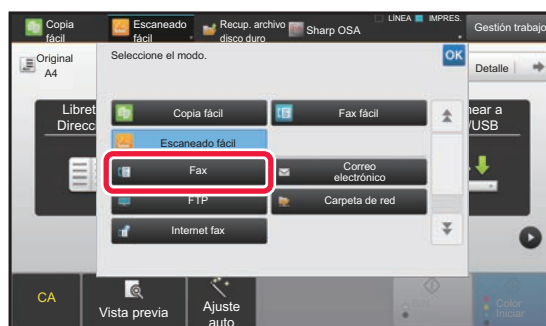 Copia
fácil
Escaneado
fácil
Recup. archivo
disco duro
Sharp OSA
LÍNEA
IMPRES.
Gestión trabajo
Original
A4
Seleccione el modo.
OK
Detalle
Copia fácil
Fax fácil
Escaneado fácil
Fax
Correo
electrónico
FTP
Carpeta de red
Internet fax
Libret
Direcc
near a
/USB
CA
Vista previa
Ajuste
auto
Color
Iniciar